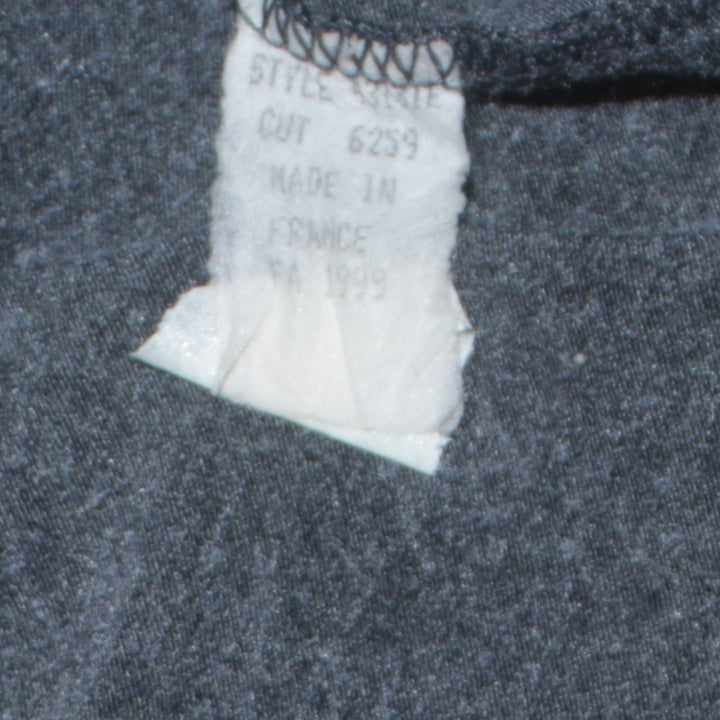 STYLE
CUT 6259
MADE IN
FRANCE
FA 1999